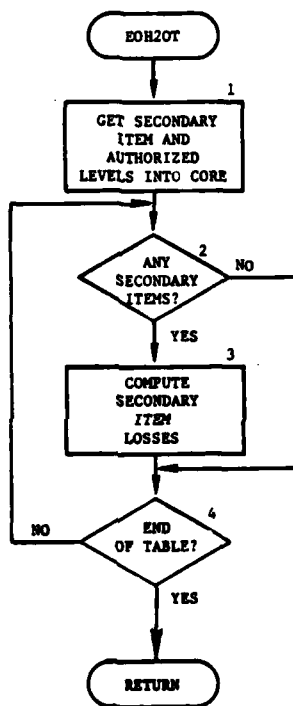 EOH2OT
1
GET SECONDARY
ITEM AND
AUTHORIZED
LEVELS INTO CORE
2
ANY
SECONDARY
ITEMS?
NO
YES
3
COMPUTE
SECONDARY
ITEM
LOSSES
4
END
OF TABLE?
NO
YES
RETURN